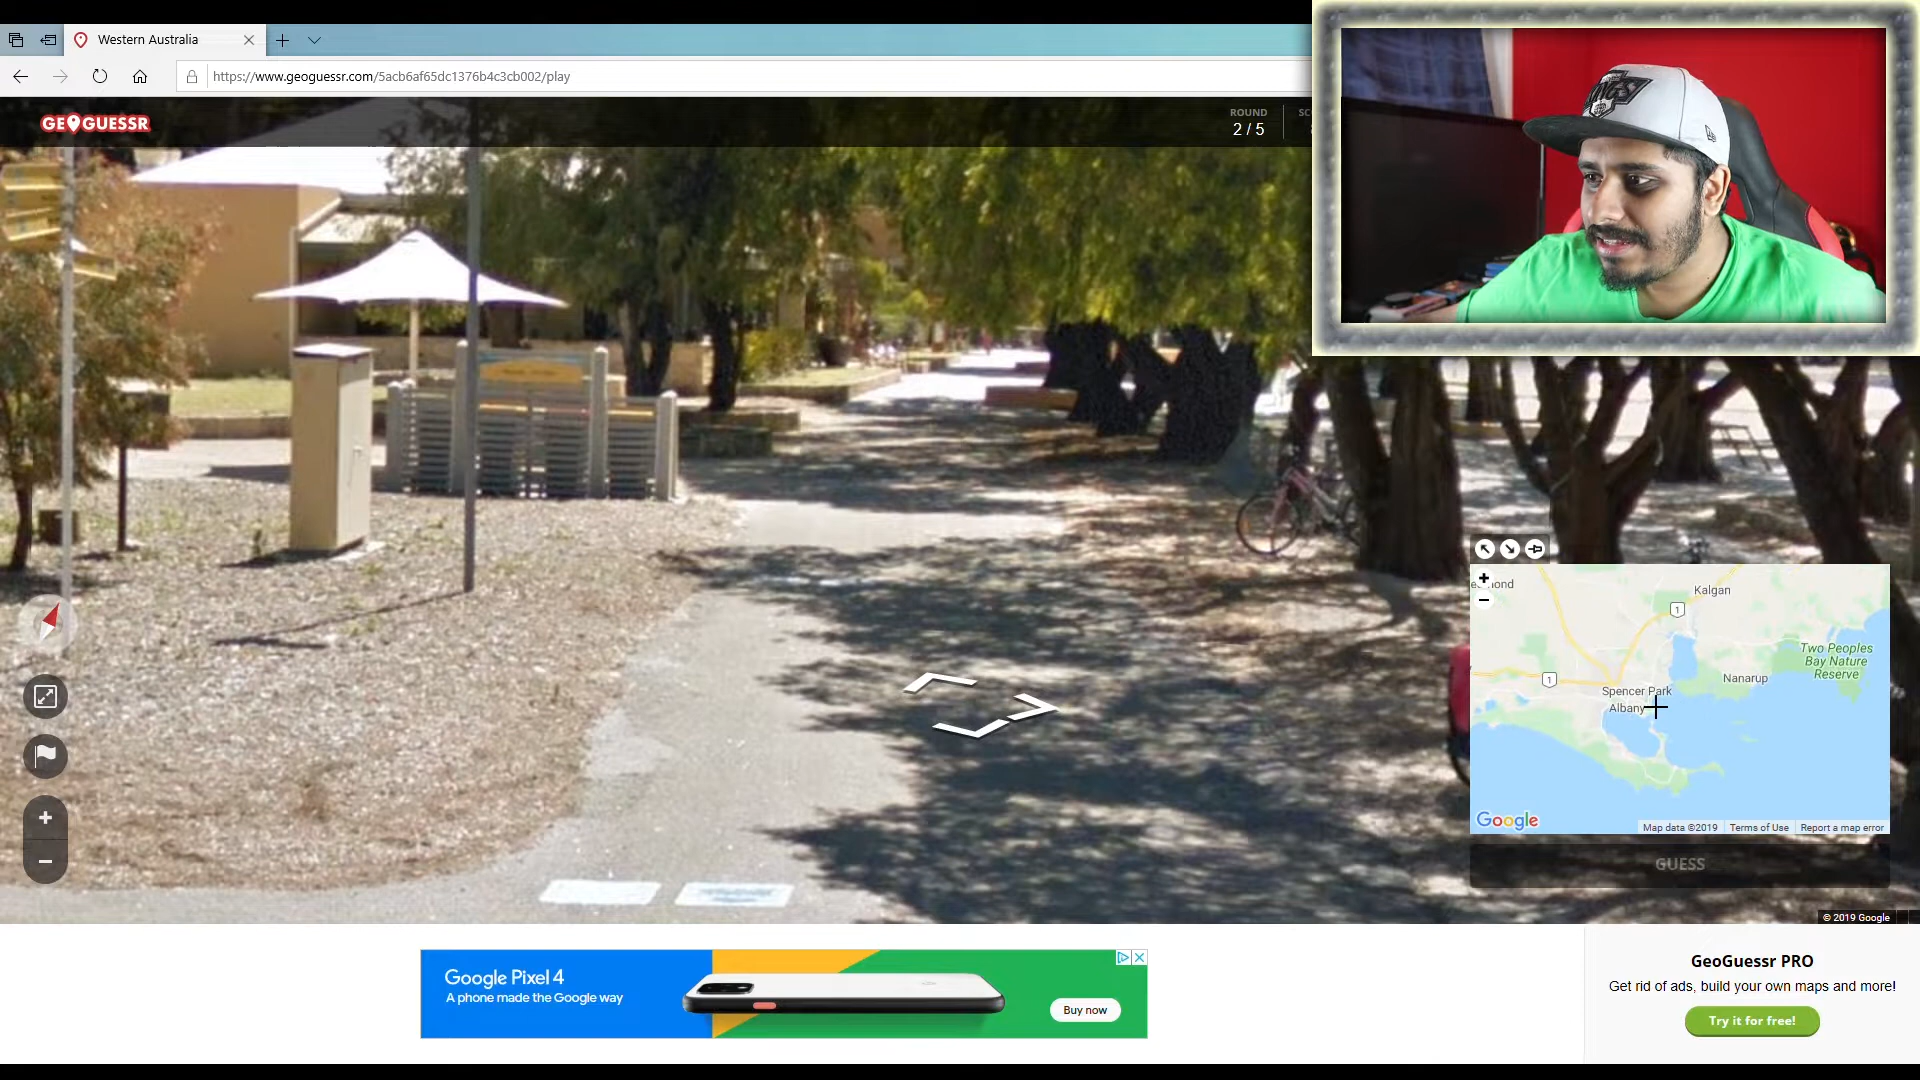 Western Australia
https://www.geoguessr.com/5acb6af65dc1376b4c3cb002/play
GEOGUESSR
ROUND
2 / 5
KINGS
Kalgan
1
Two Peoples
Bay Nature
Reserve
1
Nanarup
Spencer Park
Albany
Google
Map data ©2019
Terms of Use
Report a map error
GUESS
© 2019 Google
Google Pixel 4
A phone made the Google way
Buy now
GeoGuessr PRO
Get rid of ads, build your own maps and more!
Try it for free!